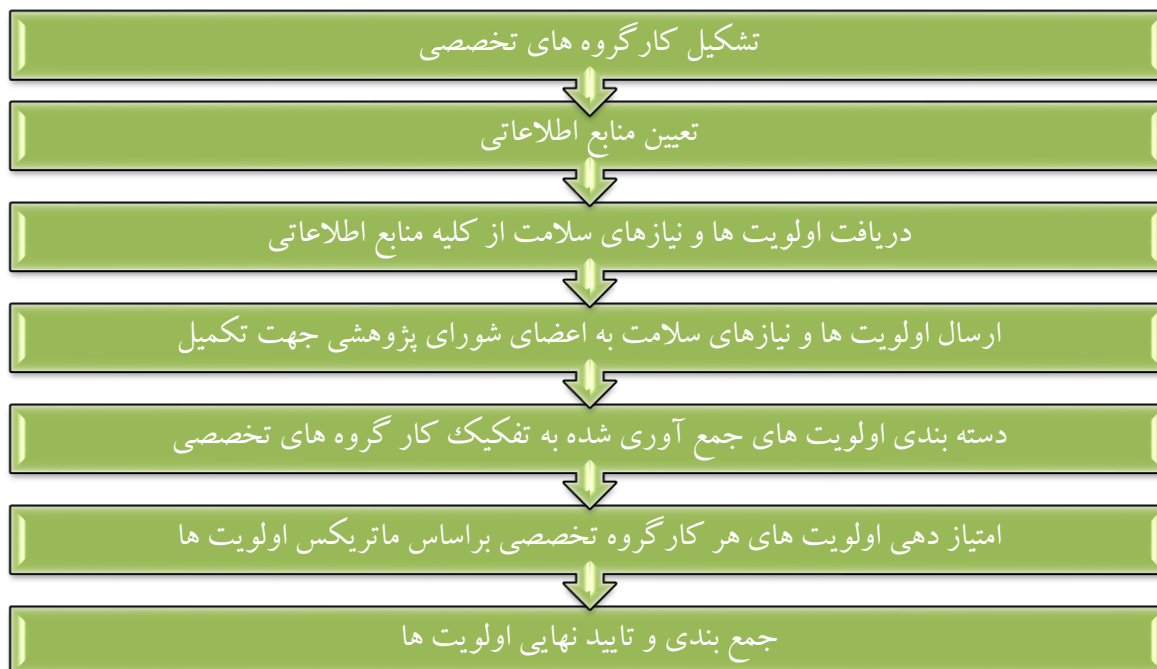 تشکیل کارگروه های تخصصی
تعیین منابع اطلاعاتی
دریافت اولویت ها و نیازهای سلامت از کلیه منابع اطلاعاتی
ارسال اولویت ها و نیازهای سلامت به اعضای شورای پژوهشی جهت تکمیل
دسته بندی اولویت های جمع آوری شده به تفکیک کار گروه های تخصصی
امتیاز دهی اولویت های هر کارگروه تخصصی براساس ماتریکس اولویت ها
جمع بندی و تایید نهایی اولویت ها